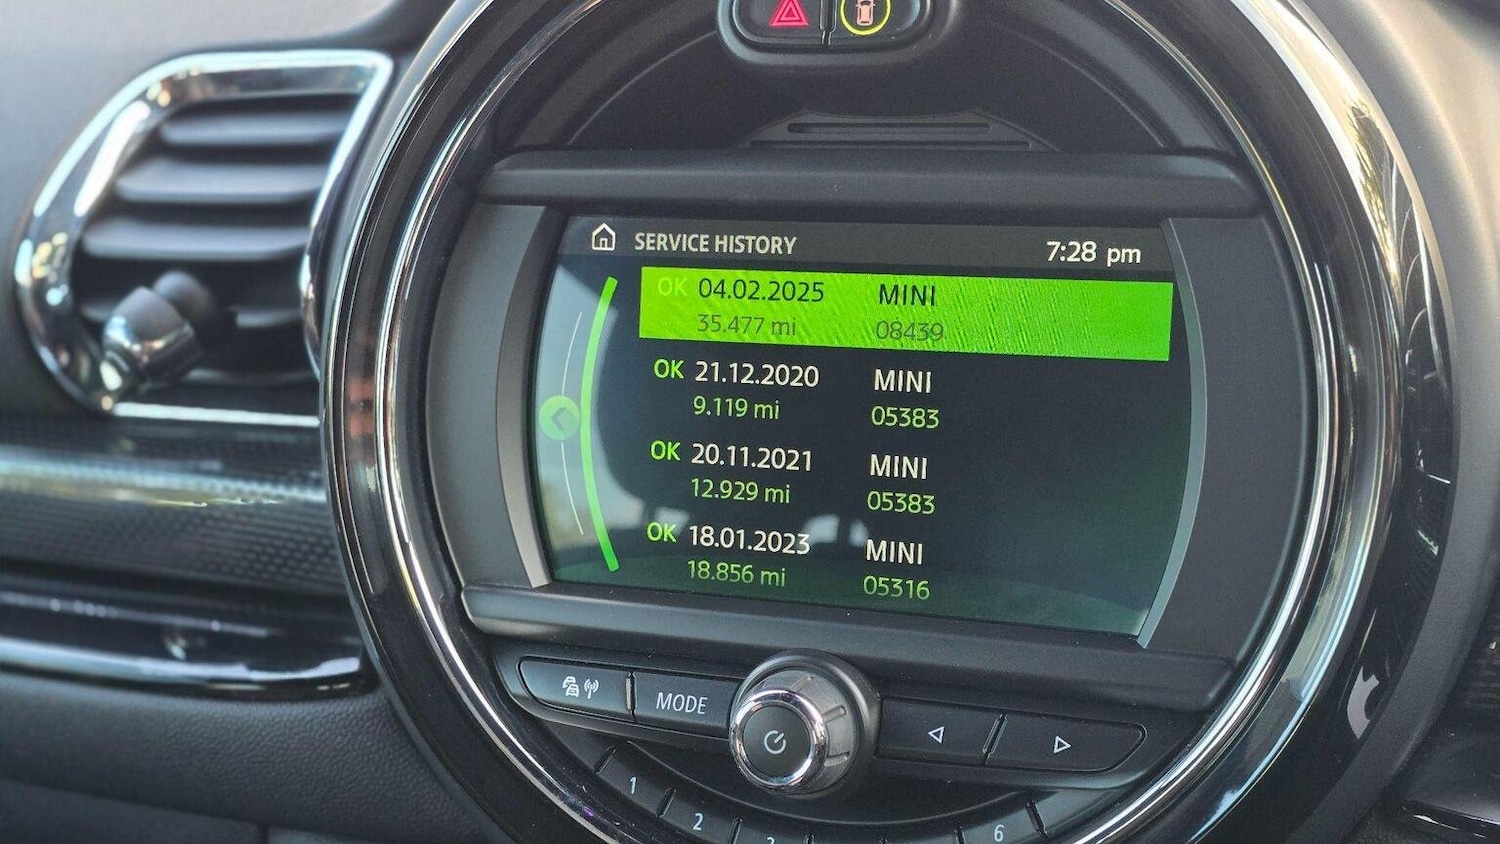 SERVICE HISTORY 7:28 pm
OK 04.02.2025 MINI
35.477 mi 08439
OK 21.12.2020 MINI
9.119 mi 05383
OK 20.11.2021 MINI
12.929 mi 05383
OK 18.01.2023 MINI
18.856 mi 05316
MODE
1
2
6